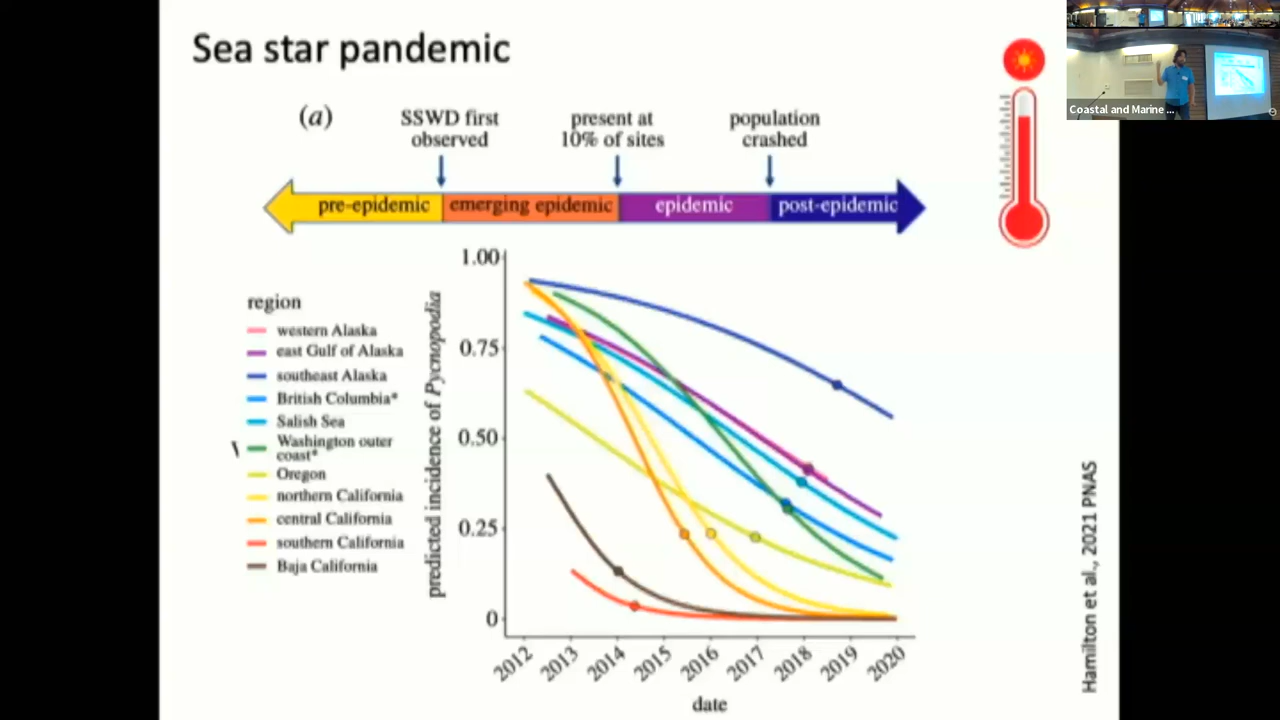 Sea star pandemic
Coastal and Marine ...
(a)
SSWD first
observed
present at
10% of sites
population
crashed
pre-epidemic
emerging epidemic
epidemic
post-epidemic
region
western Alaska
east Gulf of Alaska
southeast Alaska
British Columbia*
Salish Sea
Washington outer
coast*
Oregon
northern California
central California
southern California
Baja California
predicted incidence of Pycnopodia
1.00
0.75
0.50
0.25
0
2012
2013
2014
2015
2016
2017
2018
2019
2020
date
Hamilton et al., 2021 PNAS